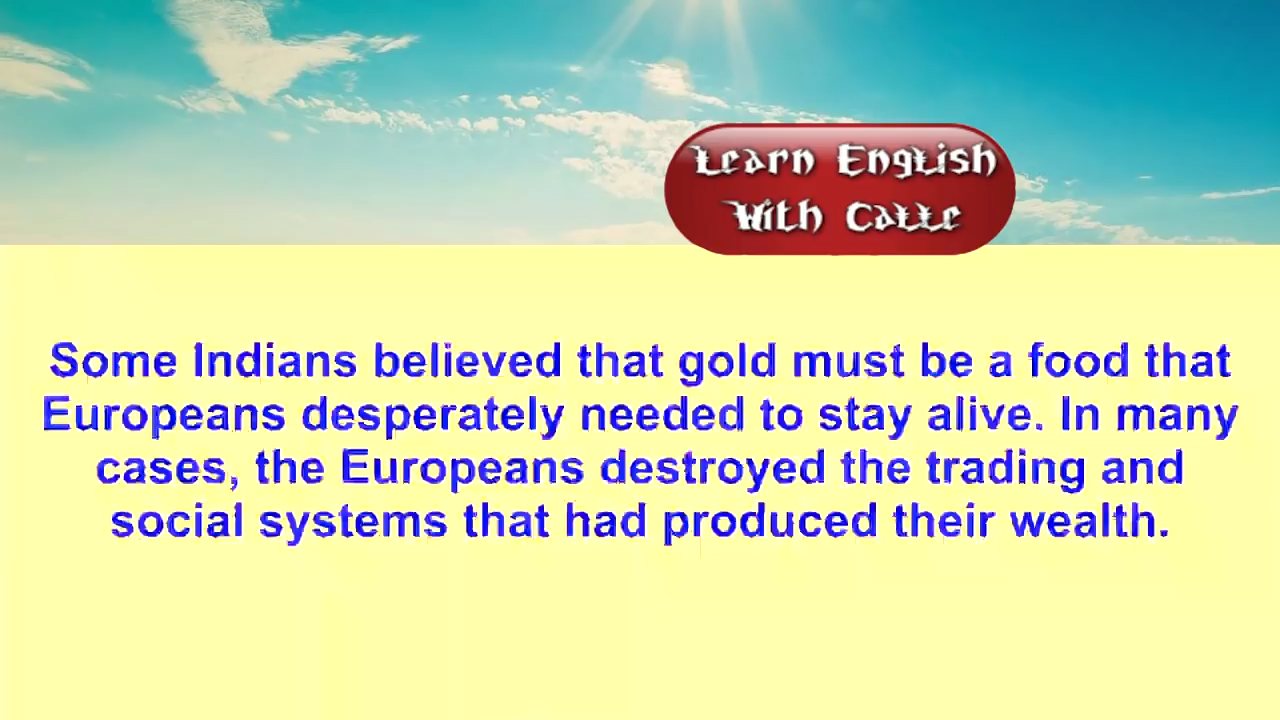 Learn English
With Catte
Some Indians believed that gold must be a food that
Europeans desperately needed to stay alive. In many
cases, the Europeans destroyed the trading and
social systems that had produced their wealth.